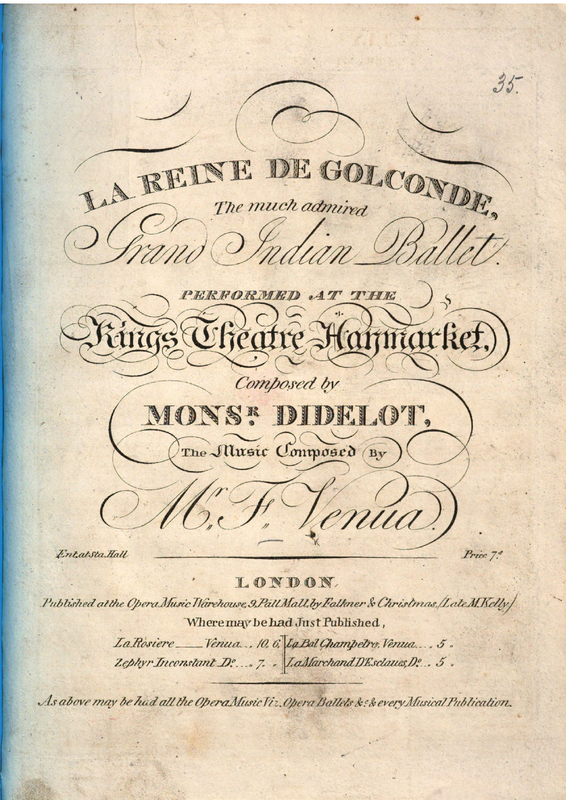 35.
LA REINE DE GOLCONDE,
The much admired
Grand Indian Ballet.
PERFORMED AT THE
Kings Theatre Haymarket,
Composed by
MONS.R DIDELOT,
The Music Composed By
Mr. F. Venua.
Ent. at Sta. Hall Price 7s
LONDON
Published at the Opera Music Warehouse, 9, Pall Mall, by Falkner & Christmas, (Late M. Kelly)
Where may be had Just Published,
La Rosiere Venua .. 10, 6 La Bal Champetre, Venua .... 5 "
Zephyr Inconstant Do .... 7. " La Marchand D'Esclaves, Do .. 5 "
As above may be had all the Opera Music Viz. Opera Ballets &c. & every Musical Publication.